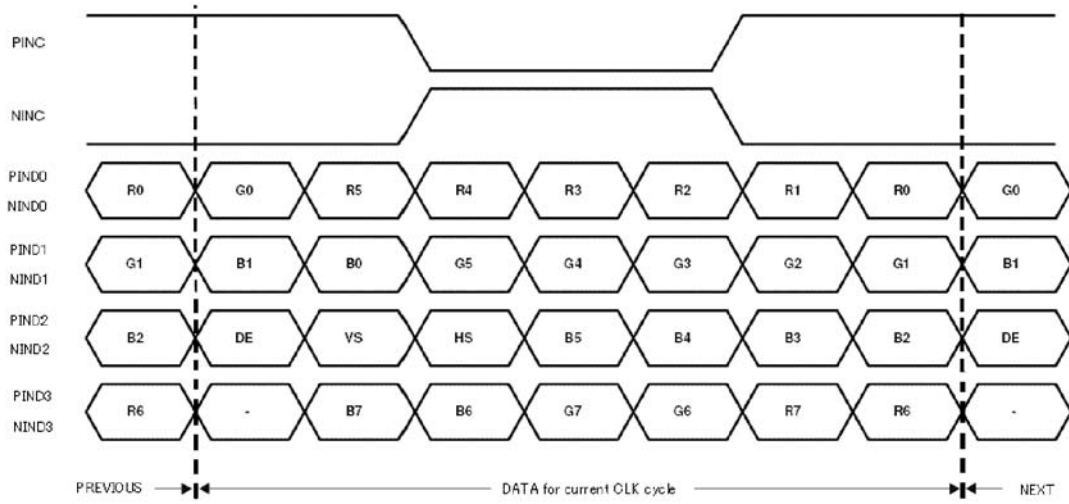 PINC
NINC
PIND0
NIND0
R0 G0 R5 R4 R3 R2 R1 R0 G0
PIND1
NIND1
G1 B1 B0 G5 G4 G3 G2 G1 B1
PIND2
NIND2
B2 DE VS HS B5 B4 B3 B2 DE
PIND3
NIND3
R6 - B7 B6 G7 G6 R7 R6 -
PREVIOUS DATA for current CLK cycle NEXT